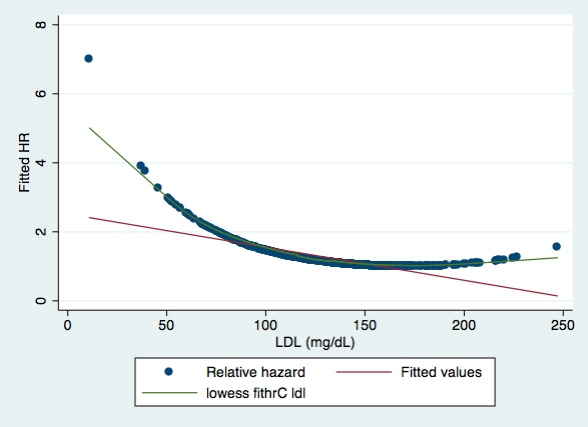 8
6
4
2
0
Fitted HR
0 50 100 150 200 250
LDL (mg/dL)
Relative hazard Fitted values
lowess fithrC ldl